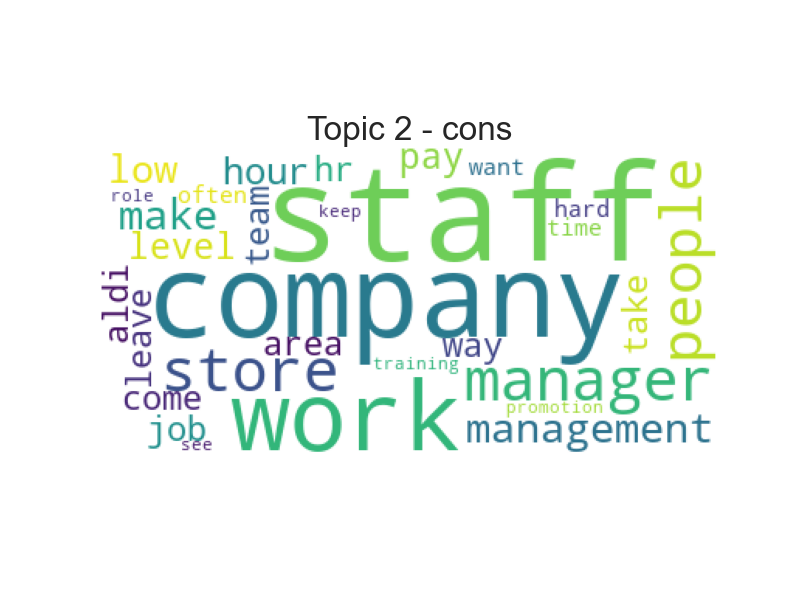 Topic 2 - cons
low
hour
hr
pay
want
staff
people
role
often
make
team
keep
hard
time
level
aldi
leave
company
take
area
way
store
training
manager
come
work
promotion
job
management
see